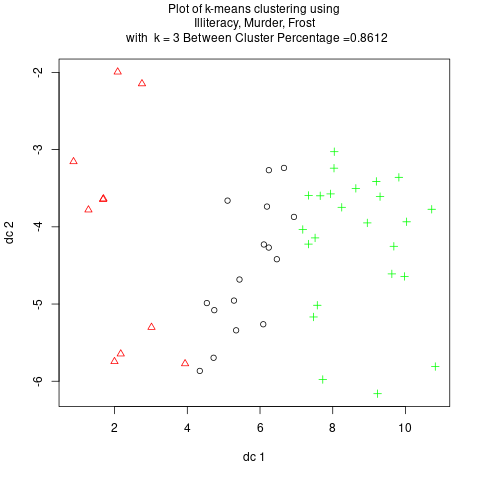 Plot of k-means clustering using
Illiteracy, Murder, Frost
with k = 3 Between Cluster Percentage =0.8612
-2
-3
-4
-5
-6
dc 2
2 4 6 8 10
dc 1